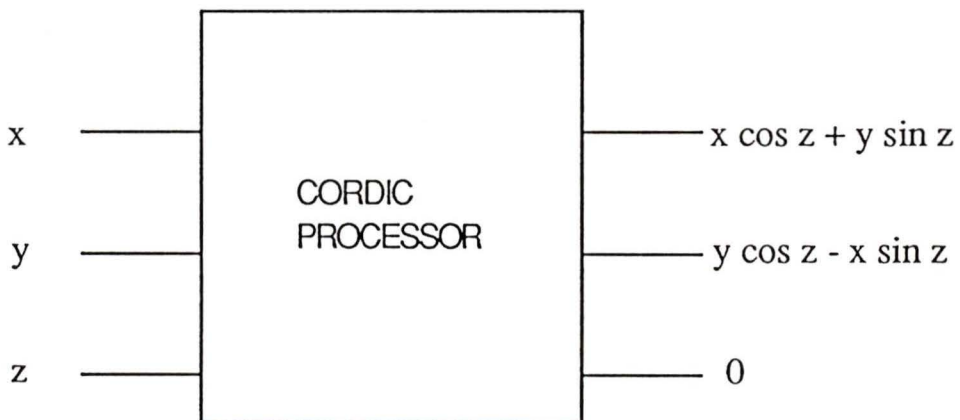 x
x cos z + y sin z
CORDIC
PROCESSOR
y
y cos z - x sin z
z
0